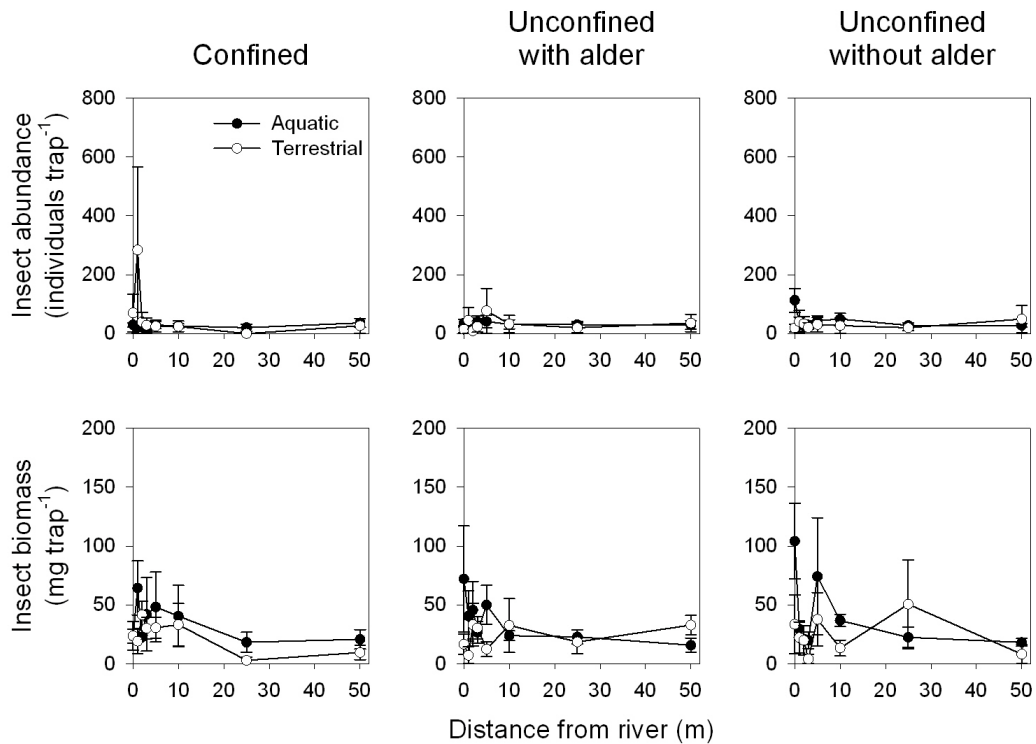 Confined
Unconfined
with alder
Unconfined
without alder
Insect abundance
(individuals trap⁻¹)
800
600
400
200
0
Aquatic
Terrestrial
0 10 20 30 40 50
800
600
400
200
0
0 10 20 30 40 50
800
600
400
200
0
0 10 20 30 40 50
Insect biomass
(mg trap⁻¹)
200
150
100
50
0
0 10 20 30 40 50
200
150
100
50
0
0 10 20 30 40 50
200
150
100
50
0
0 10 20 30 40 50
Distance from river (m)